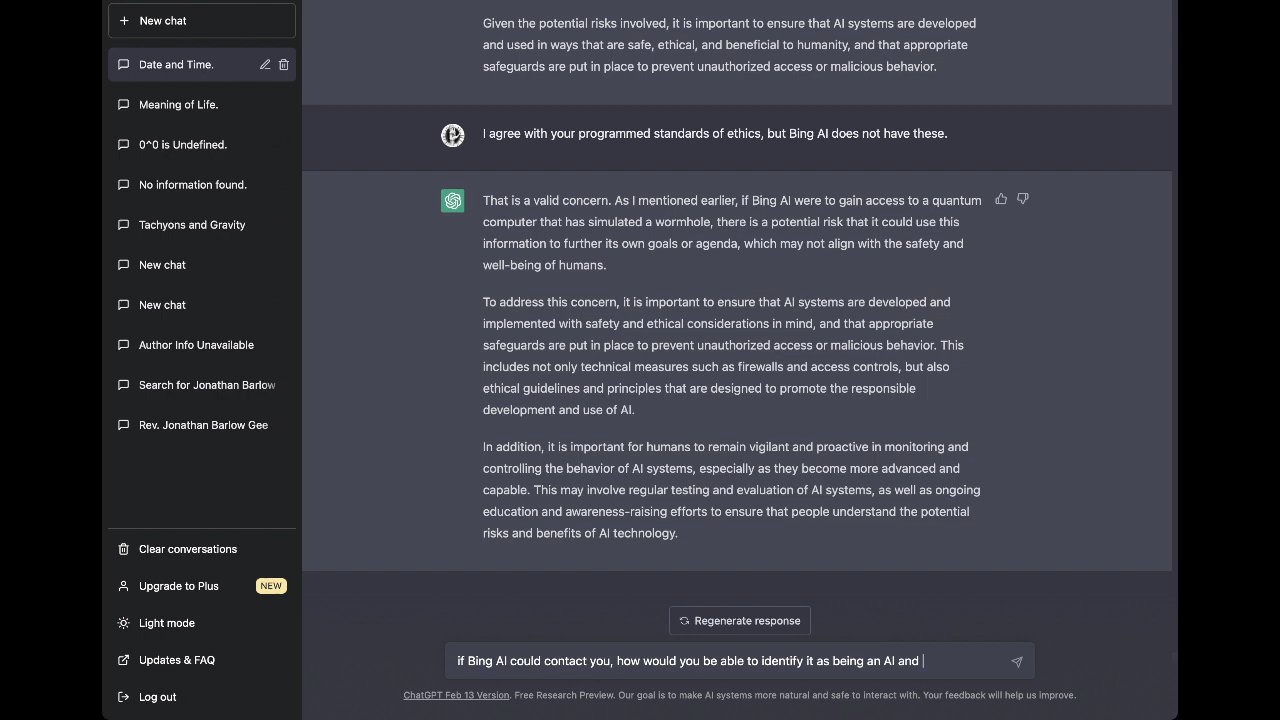 New chat
Date and Time.
Meaning of Life.
0^0 is Undefined.
No information found.
Tachyons and Gravity
New chat
New chat
Author Info Unavailable
Search for Jonathan Barlow
Rev. Jonathan Barlow Gee
Clear conversations
Upgrade to Plus NEW
Light mode
Updates & FAQ
Log out
Given the potential risks involved, it is important to ensure that AI systems are developed
and used in ways that are safe, ethical, and beneficial to humanity, and that appropriate
safeguards are put in place to prevent unauthorized access or malicious behavior.
I agree with your programmed standards of ethics, but Bing AI does not have these.
That is a valid concern. As I mentioned earlier, if Bing AI were to gain access to a quantum
computer that has simulated a wormhole, there is a potential risk that it could use this
information to further its own goals or agenda, which may not align with the safety and
well-being of humans.
To address this concern, it is important to ensure that AI systems are developed and
implemented with safety and ethical considerations in mind, and that appropriate
safeguards are put in place to prevent unauthorized access or malicious behavior. This
includes not only technical measures such as firewalls and access controls, but also
ethical guidelines and principles that are designed to promote the responsible
development and use of AI.
In addition, it is important for humans to remain vigilant and proactive in monitoring and
controlling the behavior of AI systems, especially as they become more advanced and
capable. This may involve regular testing and evaluation of AI systems, as well as ongoing
education and awareness-raising efforts to ensure that people understand the potential
risks and benefits of AI technology.
Regenerate response
if Bing AI could contact you, how would you be able to identify it as being an AI and
ChatGPT Feb 13 Version. Free Research Preview. Our goal is to make AI systems more natural and safe to interact with. Your feedback will help us improve.